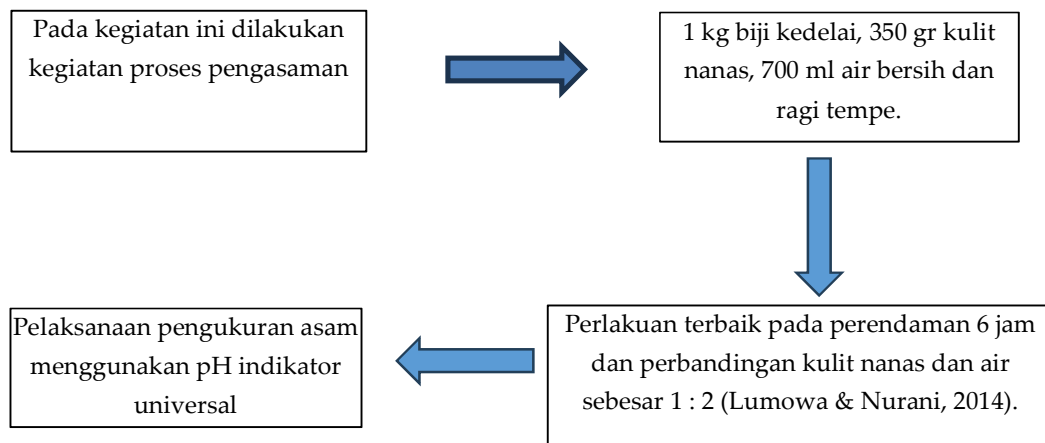 Pada kegiatan ini dilakukan
kegiatan proses pengasaman
1 kg biji kedelai, 350 gr kulit
nanas, 700 ml air bersih dan
ragi tempe.
Perlakuan terbaik pada perendaman 6 jam
dan perbandingan kulit nanas dan air
sebesar 1 : 2 (Lumowa & Nurani, 2014).
Pelaksanaan pengukuran asam
menggunakan pH indikator
universal